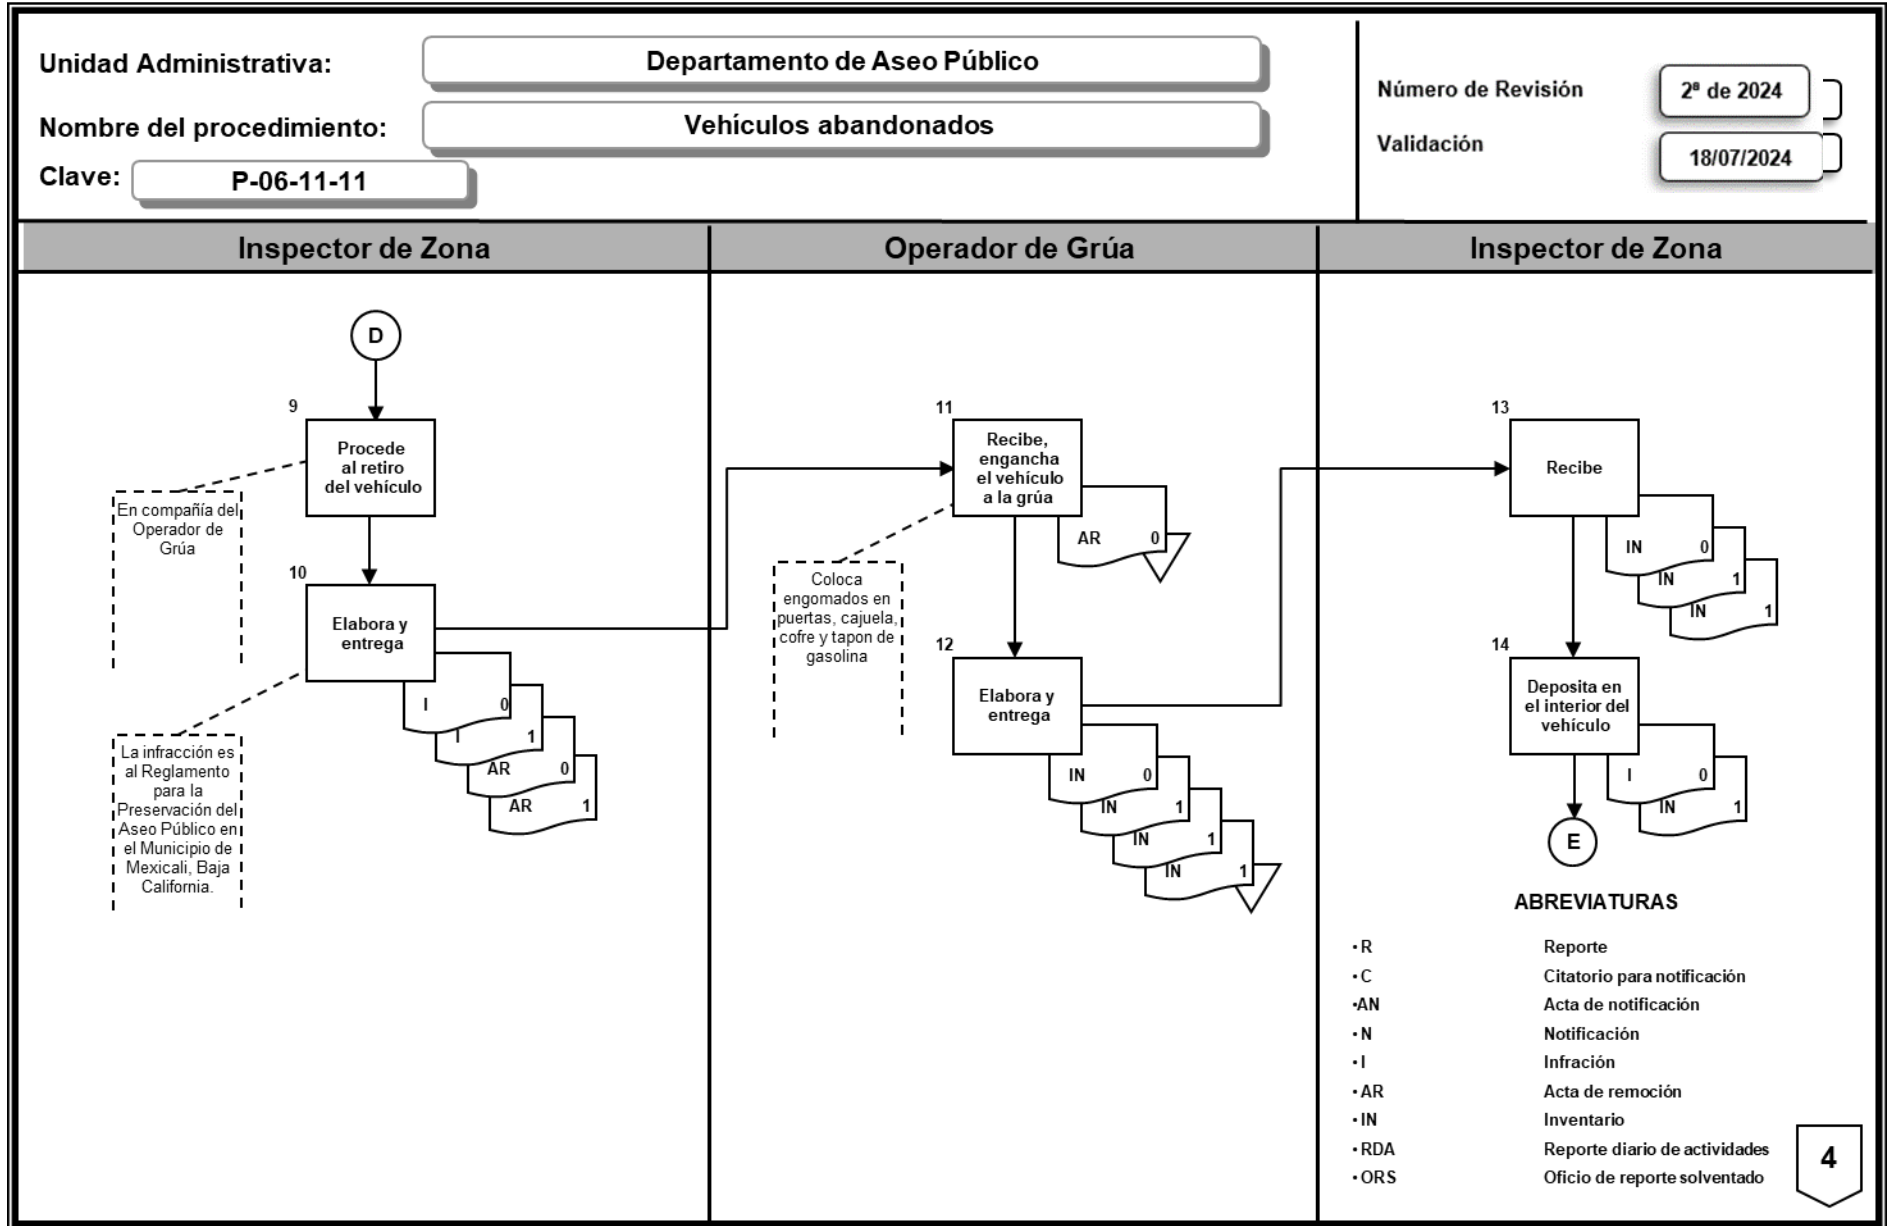 Unidad Administrativa:
Departamento de Aseo Público
Nombre del procedimiento:
Vehículos abandonados
Clave:
P-06-11-11
Número de Revisión
2ª de 2024
Validación
18/07/2024
Inspector de Zona
Operador de Grúa
Inspector de Zona
D
9
Procede
al retiro
del vehículo
En compañía del
Operador de
Grúa
10
Elabora y
entrega
I 0
I 1
AR 0
AR 1
La infracción es
al Reglamento
para la
Preservación del
Aseo Público en
el Municipio de
Mexicali, Baja
California.
11
Recibe,
engancha
el vehículo
a la grúa
AR 0
Coloca
engomados en
puertas, cajuela,
cofre y tapon de
gasolina
12
Elabora y
entrega
IN 0
IN 1
IN 1
IN 1
13
Recibe
IN 0
IN 1
IN 1
14
Deposita en
el interior del
vehículo
I 0
IN 1
E
ABREVIATURAS
• R Reporte
• C Citatorio para notificación
•AN Acta de notificación
• N Notificación
• I Infración
• AR Acta de remoción
• IN Inventario
• RDA Reporte diario de actividades
• ORS Oficio de reporte solventado
4